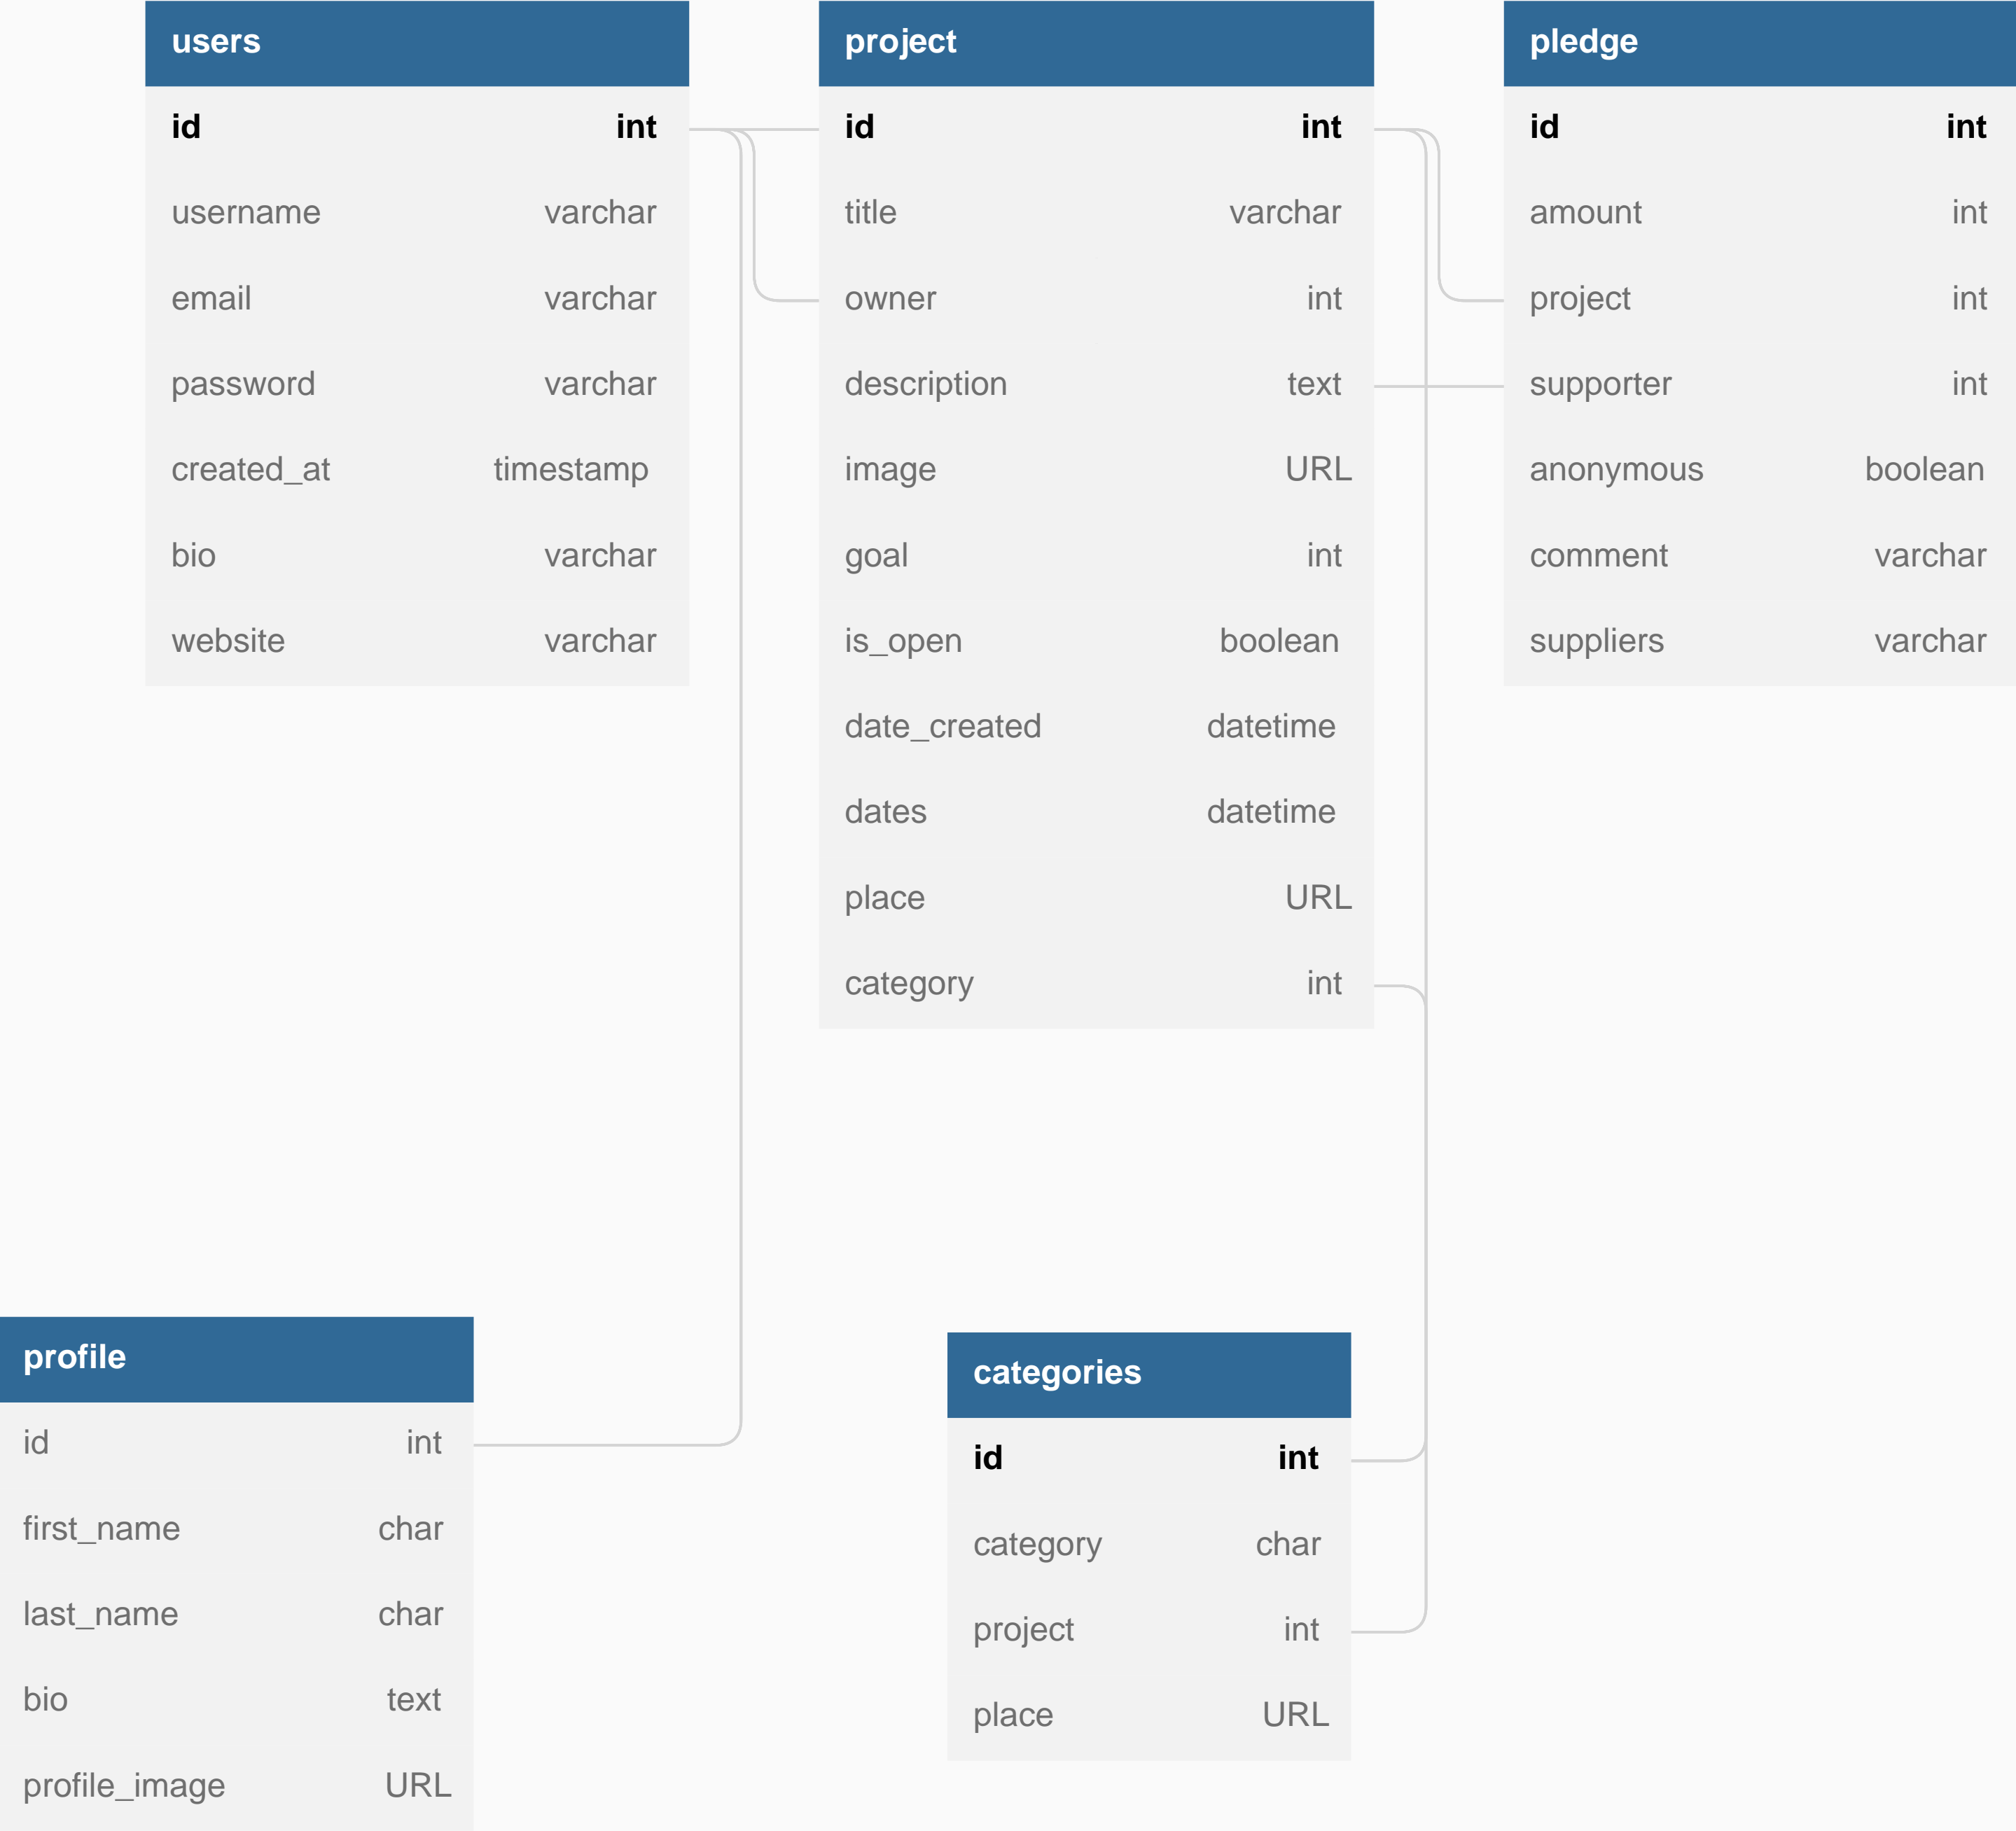 users
id int
username varchar
email varchar
password varchar
created_at timestamp
bio varchar
website varchar
project
id int
title varchar
owner int
description text
image URL
goal int
is_open boolean
date_created datetime
dates datetime
place URL
category int
pledge
id int
amount int
project int
supporter int
anonymous boolean
comment varchar
suppliers varchar
profile
id int
first_name char
last_name char
bio text
profile_image URL
categories
id int
category char
project int
place URL